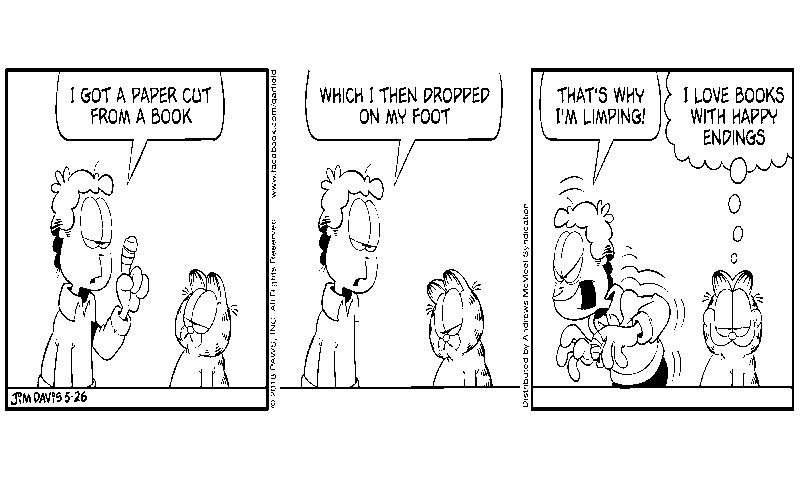 I GOT A PAPER CUT
FROM A BOOK
JIM DAVIS 5-26
© 2016 PAWS, INC. All Rights Reserved.
www.facebook.com/garfield
WHICH I THEN DROPPED
ON MY FOOT
Distributed by Andrews McMeel Syndication
THAT'S WHY
I'M LIMPING!
I LOVE BOOKS
WITH HAPPY
ENDINGS